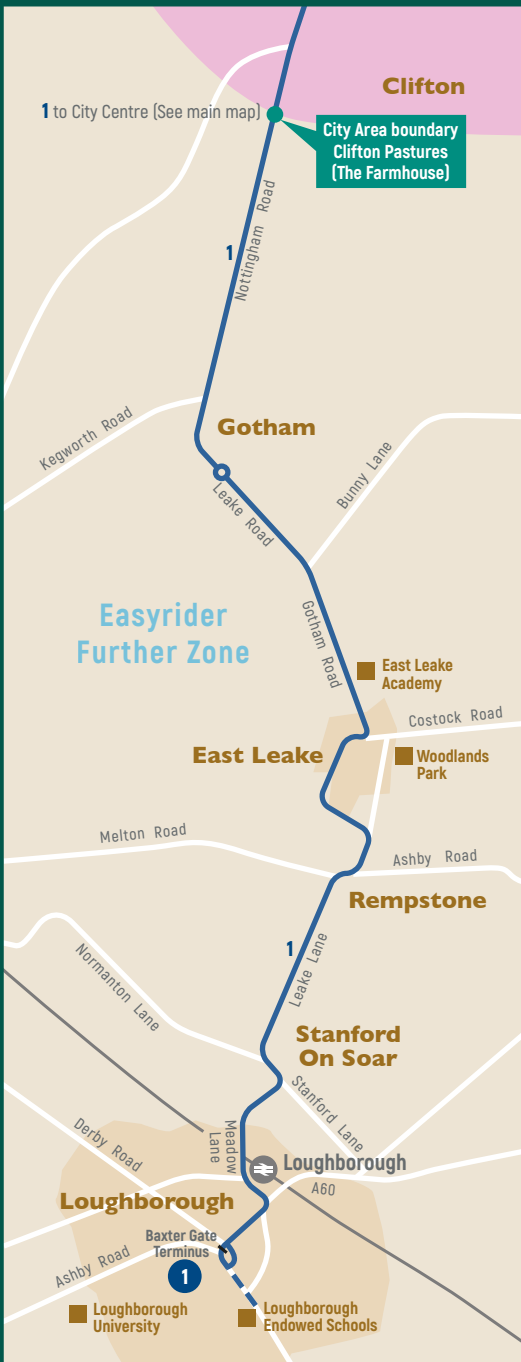 Clifton
1 to City Centre (See main map)
City Area boundary
Clifton Pastures
(The Farmhouse)
Nottingham Road
1
Kegworth Road
Gotham
Bunny Lane
Leake Road
Easyrider
Further Zone
Gotham Road
East Leake
Academy
Costock Road
East Leake
Woodlands
Park
Melton Road
Ashby Road
Rempstone
1
Leake Lane
Normanton Lane
Stanford
On Soar
Stanford Lane
Meadow
Lane
Derby Road
Loughborough
A60
Loughborough
Baxter Gate
Terminus
Ashby Road
1
Loughborough
University
Loughborough
Endowed Schools